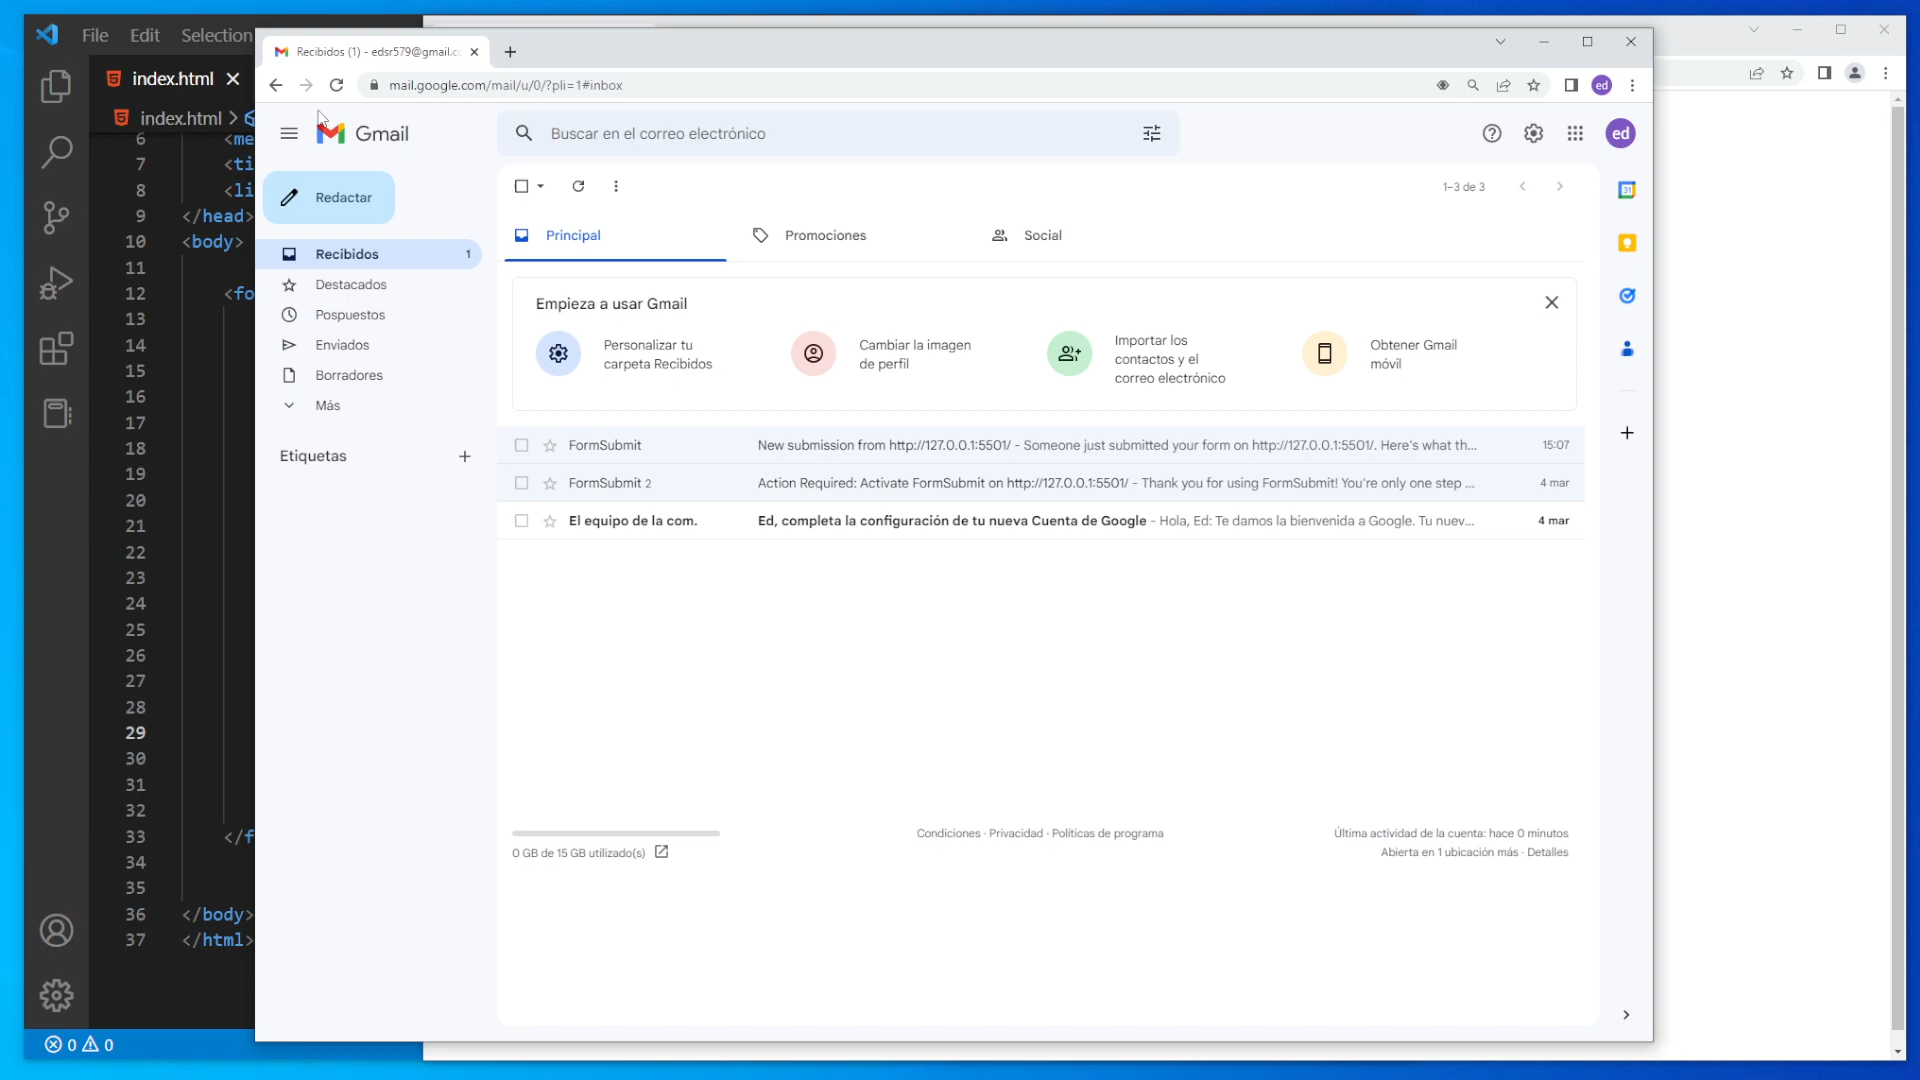 File Edit Selection
index.html
index.html >
6 <me
7 <ti
8 <li
9 </head>
10 <body>
11
12 <fo
13
14
15
16
17
18
19
20
21
22
23
24
25
26
27
28
29
30
31
32
33 </f
34
35
36 </body>
37 </html>
0 0
Recibidos (1) - edsr579@gmail.c
mail.google.com/mail/u/0/?pli=1#inbox
ed
Gmail
Buscar en el correo electrónico
ed
Redactar
Recibidos 1
Destacados
Pospuestos
Enviados
Borradores
Más
Etiquetas
1–3 de 3
Principal
Promociones
Social
31
Empieza a usar Gmail
Personalizar tu
carpeta Recibidos
Cambiar la imagen
de perfil
Importar los
contactos y el
correo electrónico
Obtener Gmail
móvil
FormSubmit New submission from http://127.0.0.1:5501/ - Someone just submitted your form on http://127.0.0.1:5501/. Here's what th... 15:07
FormSubmit 2 Action Required: Activate FormSubmit on http://127.0.0.1:5501/ - Thank you for using FormSubmit! You're only one step ... 4 mar
El equipo de la com. Ed, completa la configuración de tu nueva Cuenta de Google - Hola, Ed: Te damos la bienvenida a Google. Tu nuev... 4 mar
0 GB de 15 GB utilizado(s)
Condiciones · Privacidad · Políticas de programa
Última actividad de la cuenta: hace 0 minutos
Abierta en 1 ubicación más · Detalles